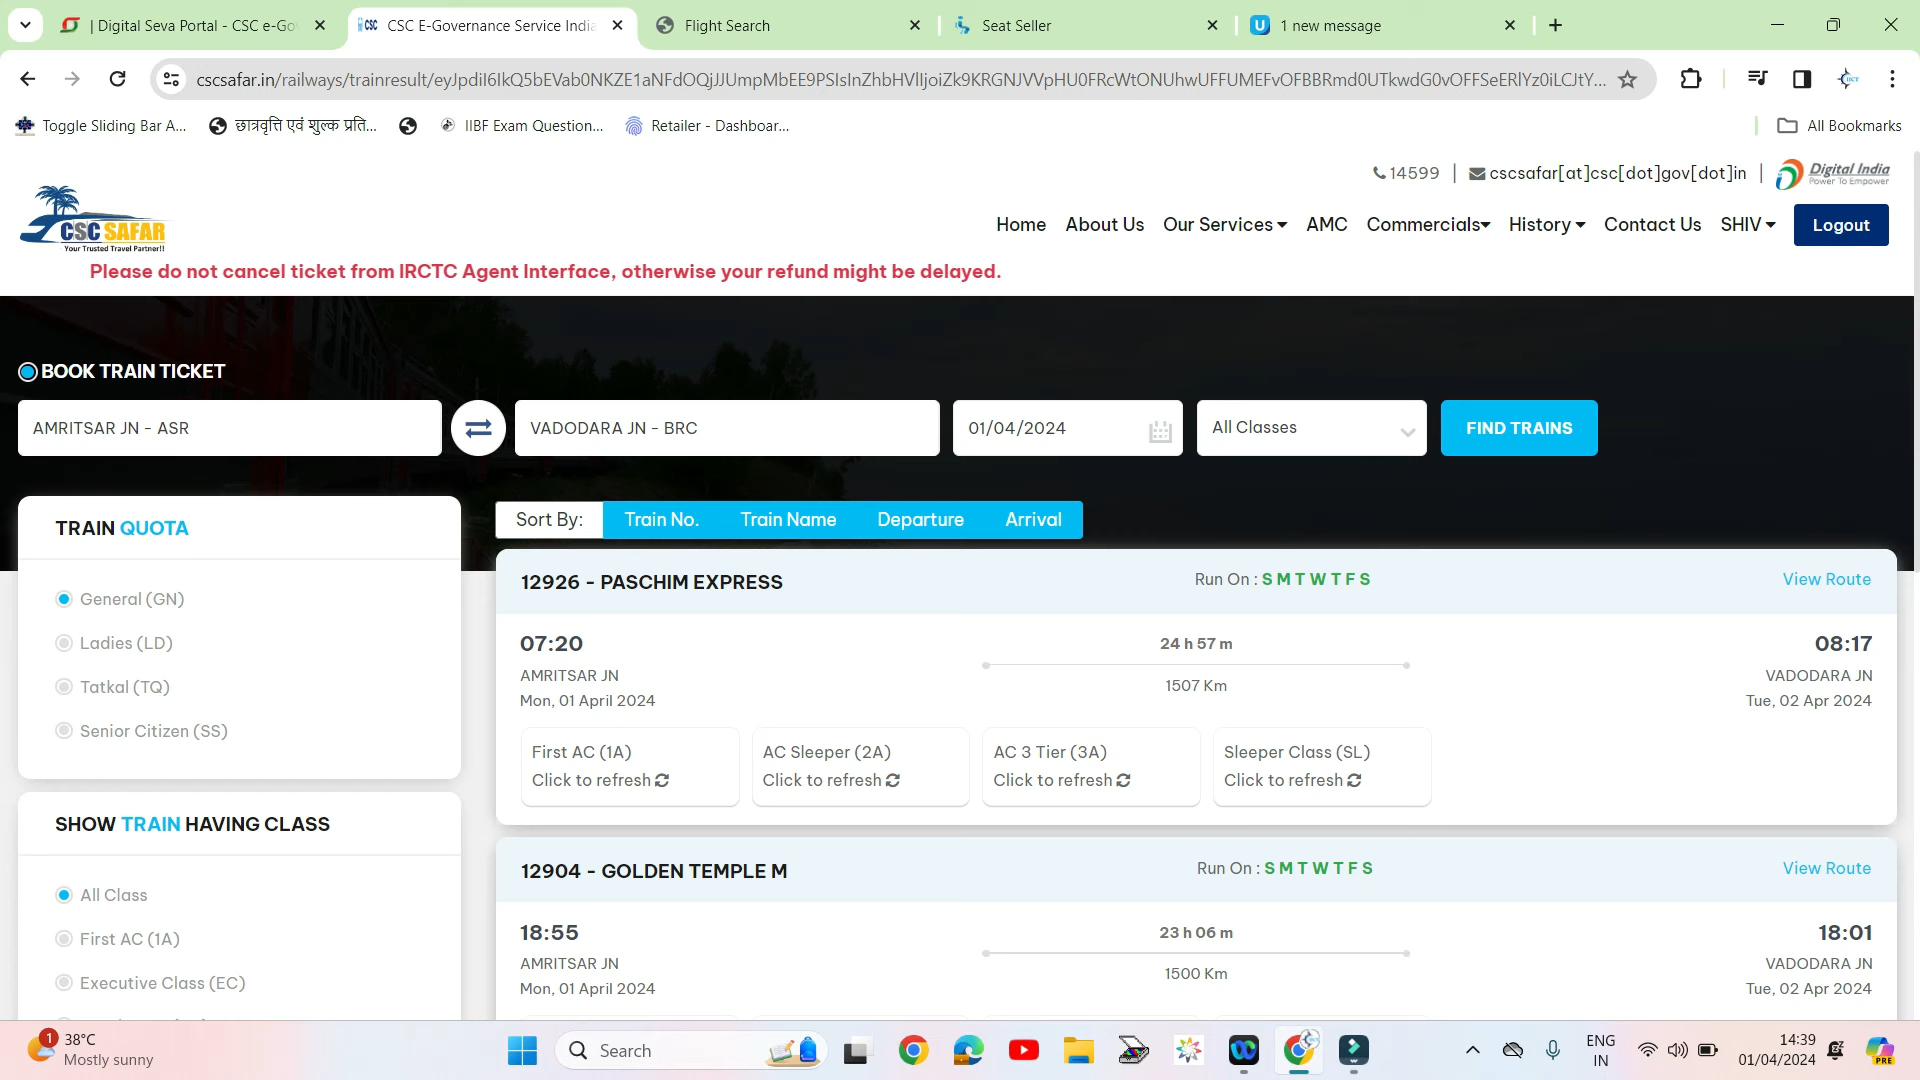 | Digital Seva Portal - CSC e-Go
CSC E-Governance Service India
Flight Search
Seat Seller
1 new message
cscsafar.in/railways/trainresult/eyJpdiI6IkQ5bEVab0NKZE1aNFdOQjJJUmpMbEE9PSIsInZhbHVlIjoiZk9KRGNJVVpHU0FRcWtONUhwUFFUMEFvOFBBRmd0UTkwdG0vOFFSeERlYz0iLCJtY...
Toggle Sliding Bar A...
छात्रवृत्ति एवं शुल्क प्रति...
IIBF Exam Question...
Retailer - Dashboar...
All Bookmarks
14599 | cscsafar[at]csc[dot]gov[dot]in |
Digital India
Power To Empower
CSC SAFAR
Your Trusted Travel Partner!!
Home About Us Our Services AMC Commercials History Contact Us SHIV Logout
Please do not cancel ticket from IRCTC Agent Interface, otherwise your refund might be delayed.
BOOK TRAIN TICKET
AMRITSAR JN - ASR
VADODARA JN - BRC
01/04/2024
All Classes
FIND TRAINS
TRAIN QUOTA
General (GN)
Ladies (LD)
Tatkal (TQ)
Senior Citizen (SS)
SHOW TRAIN HAVING CLASS
All Class
First AC (1A)
Executive Class (EC)
Sort By: Train No. Train Name Departure Arrival
12926 - PASCHIM EXPRESS
Run On : S M T W T F S
View Route
07:20
24 h 57 m
08:17
AMRITSAR JN
1507 Km
VADODARA JN
Mon, 01 April 2024
Tue, 02 Apr 2024
First AC (1A)
Click to refresh
AC Sleeper (2A)
Click to refresh
AC 3 Tier (3A)
Click to refresh
Sleeper Class (SL)
Click to refresh
12904 - GOLDEN TEMPLE M
Run On : S M T W T F S
View Route
18:55
23 h 06 m
18:01
AMRITSAR JN
1500 Km
VADODARA JN
Mon, 01 April 2024
Tue, 02 Apr 2024
1
38°C
Mostly sunny
Search
ENG
IN
14:39
01/04/2024
PRE